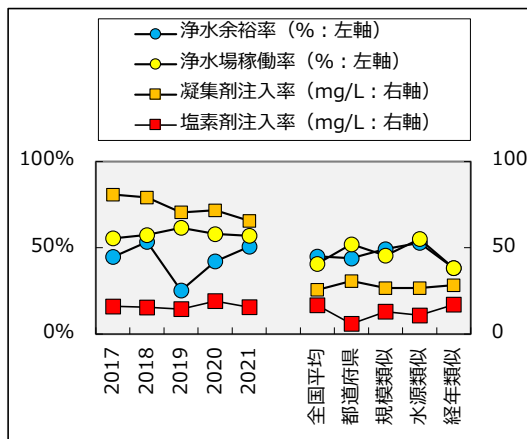 浄水余裕率（%：左軸）
浄水場稼働率（%：左軸）
凝集剤注入率（mg/L：右軸）
塩素剤注入率（mg/L：右軸）
100%
100
50%
50
0%
0
2017
2018
2019
2020
2021
全国平均
都道府県
規模類似
水源類似
経年類似